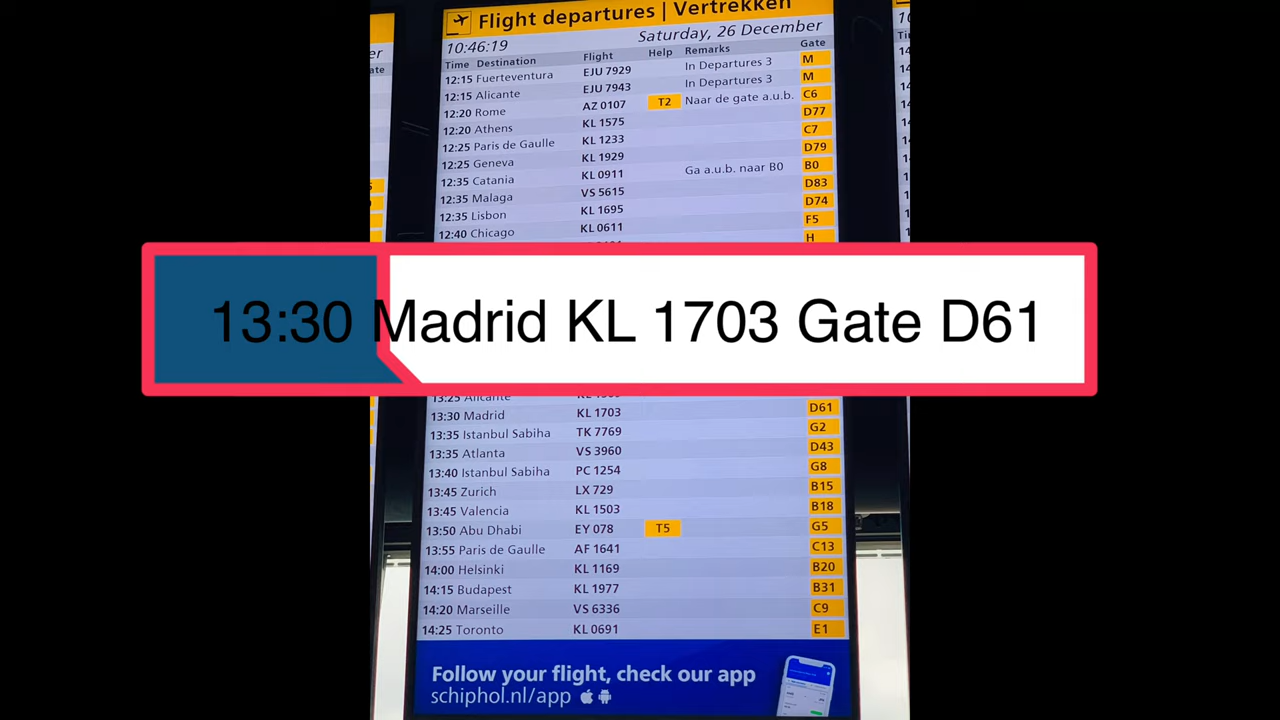 Flight departures | Vertrekken
10:46:19 Saturday, 26 December
Time Destination Flight Help Remarks Gate
12:15 Fuerteventura EJU 7929 In Departures 3 M
12:15 Alicante EJU 7943 In Departures 3 M
12:20 Rome AZ 0107 T2 Naar de gate a.u.b. C6
12:20 Athens KL 1575 D77
12:25 Paris de Gaulle KL 1233 C7
12:25 Geneva KL 1929 D79
12:35 Catania KL 0911 Ga a.u.b. naar B0 B0
12:35 Malaga VS 5615 D83
12:35 Lisbon KL 1695 D74
12:40 Chicago KL 0611 F5
H
13:30 Madrid KL 1703 Gate D61
13:25 Alicante
13:30 Madrid KL 1703 D61
13:35 Istanbul Sabiha TK 7769 G2
13:35 Atlanta VS 3960 D43
13:40 Istanbul Sabiha PC 1254 G8
13:45 Zurich LX 729 B15
13:45 Valencia KL 1503 B18
13:50 Abu Dhabi EY 078 T5 G5
13:55 Paris de Gaulle AF 1641 C13
14:00 Helsinki KL 1169 B20
14:15 Budapest KL 1977 B31
14:20 Marseille VS 6336 C9
14:25 Toronto KL 0691 E1
Follow your flight, check our app
schiphol.nl/app